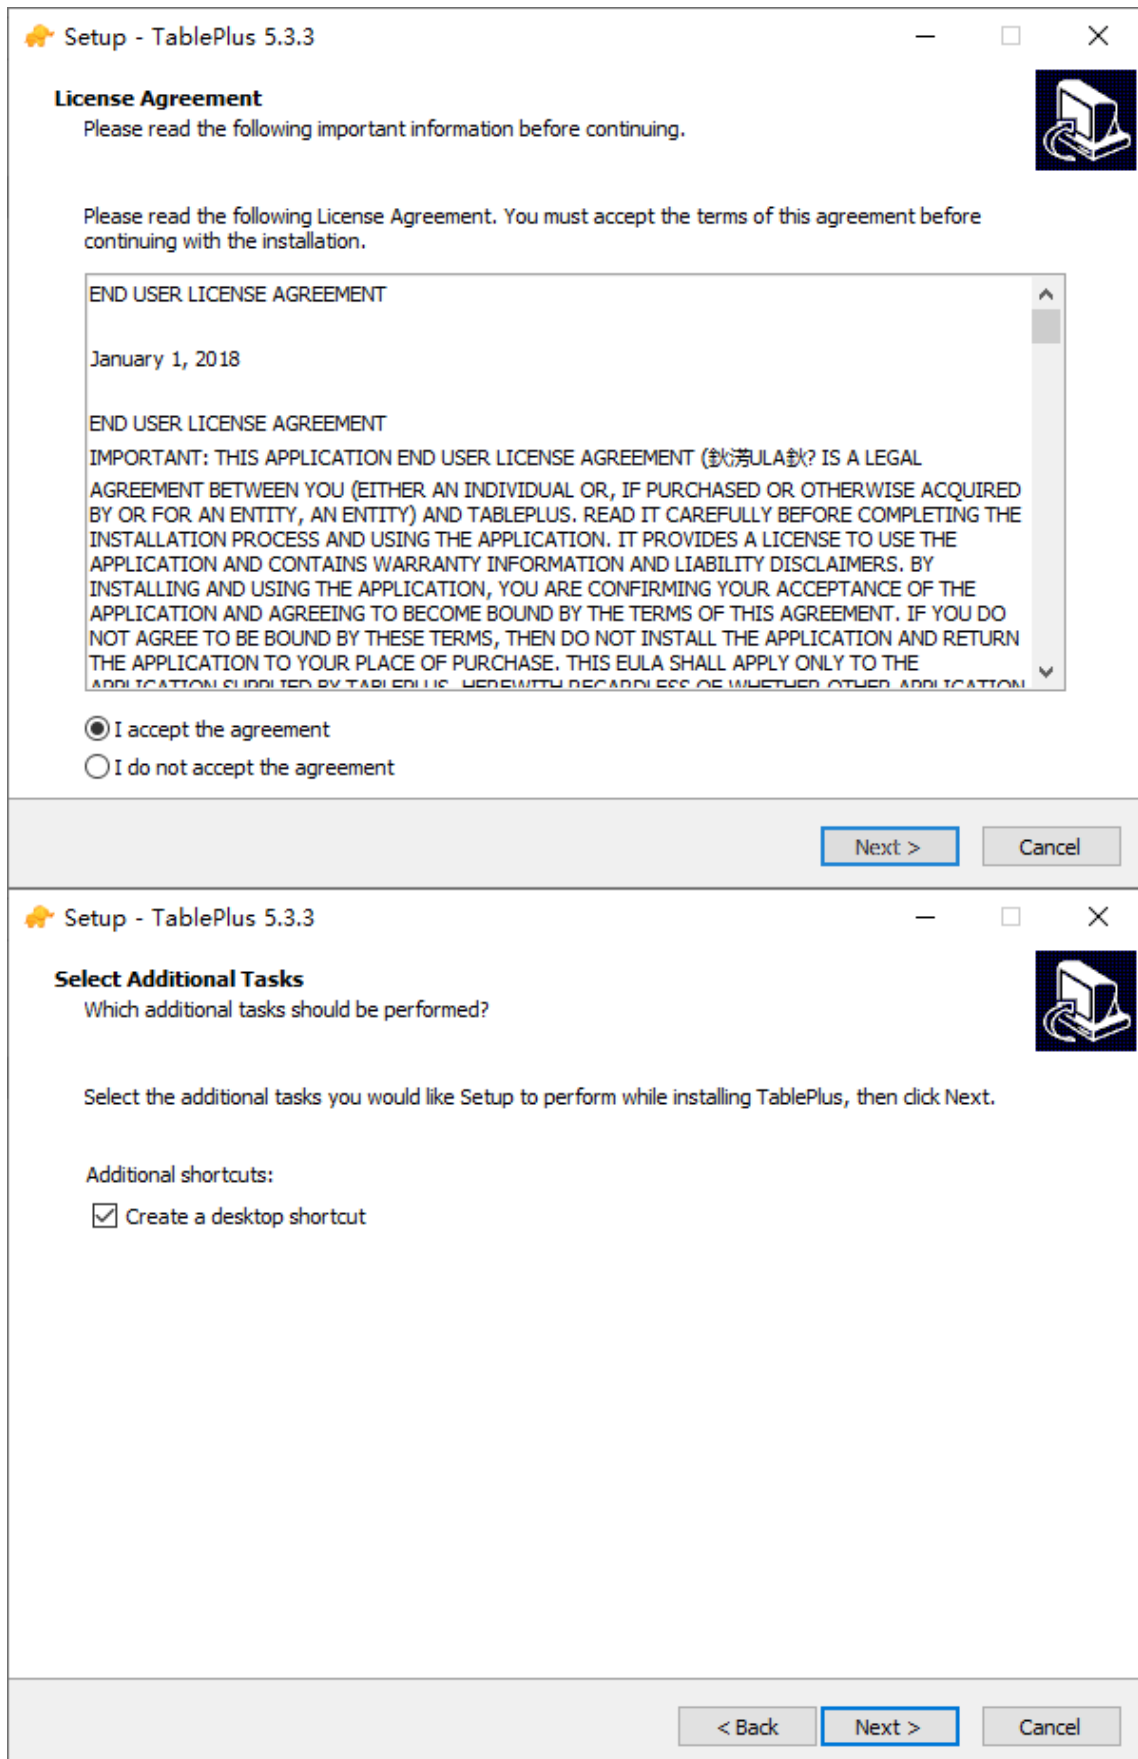 Setup - TablePlus 5.3.3
License Agreement
Please read the following important information before continuing.
Please read the following License Agreement. You must accept the terms of this agreement before
continuing with the installation.
END USER LICENSE AGREEMENT
January 1, 2018
END USER LICENSE AGREEMENT
IMPORTANT: THIS APPLICATION END USER LICENSE AGREEMENT (鈥淓ULA鈥? IS A LEGAL
AGREEMENT BETWEEN YOU (EITHER AN INDIVIDUAL OR, IF PURCHASED OR OTHERWISE ACQUIRED
BY OR FOR AN ENTITY, AN ENTITY) AND TABLEPLUS. READ IT CAREFULLY BEFORE COMPLETING THE
INSTALLATION PROCESS AND USING THE APPLICATION. IT PROVIDES A LICENSE TO USE THE
APPLICATION AND CONTAINS WARRANTY INFORMATION AND LIABILITY DISCLAIMERS. BY
INSTALLING AND USING THE APPLICATION, YOU ARE CONFIRMING YOUR ACCEPTANCE OF THE
APPLICATION AND AGREEING TO BECOME BOUND BY THE TERMS OF THIS AGREEMENT. IF YOU DO
NOT AGREE TO BE BOUND BY THESE TERMS, THEN DO NOT INSTALL THE APPLICATION AND RETURN
THE APPLICATION TO YOUR PLACE OF PURCHASE. THIS EULA SHALL APPLY ONLY TO THE
APPLICATION SUPPLIED BY TABLEPLUS. HEREWITH REGARDLESS OF WHETHER OTHER APPLICATION
I accept the agreement
I do not accept the agreement
Next >
Cancel
Setup - TablePlus 5.3.3
Select Additional Tasks
Which additional tasks should be performed?
Select the additional tasks you would like Setup to perform while installing TablePlus, then click Next.
Additional shortcuts:
Create a desktop shortcut
< Back
Next >
Cancel